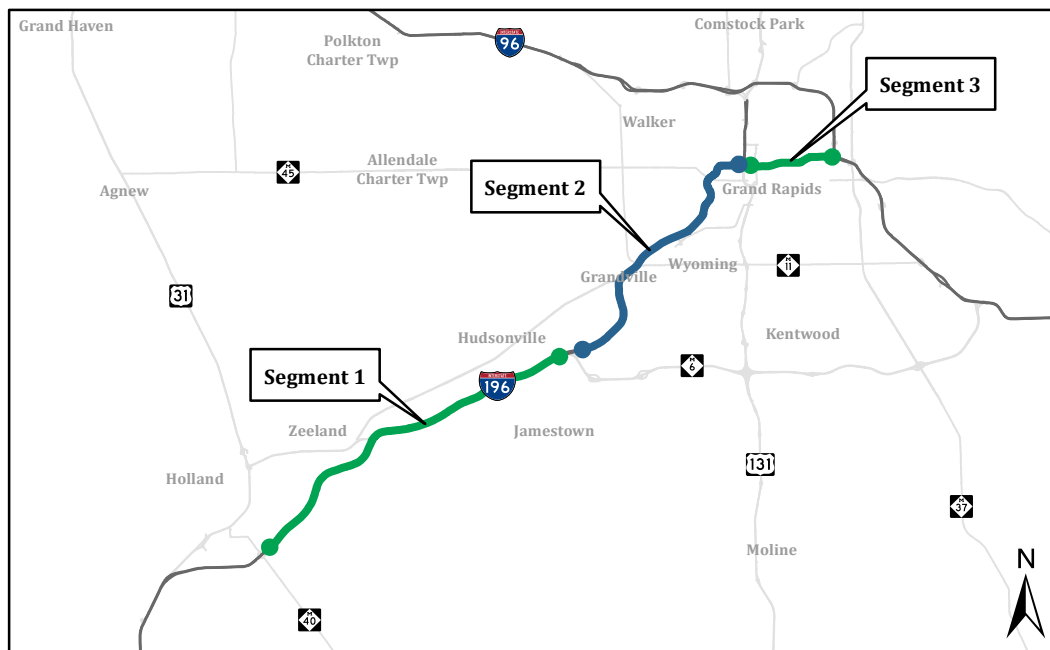 Grand Haven
Comstock Park
96
Polkton
Charter Twp
Segment 3
Walker
M
45
Allendale
Charter Twp
Agnew
Segment 2
Grand Rapids
Wyoming
M
11
Grandville
31
Hudsonville
Kentwood
M
6
Segment 1
196
Zeeland
Jamestown
131
Holland
M
37
Moline
N
M
40